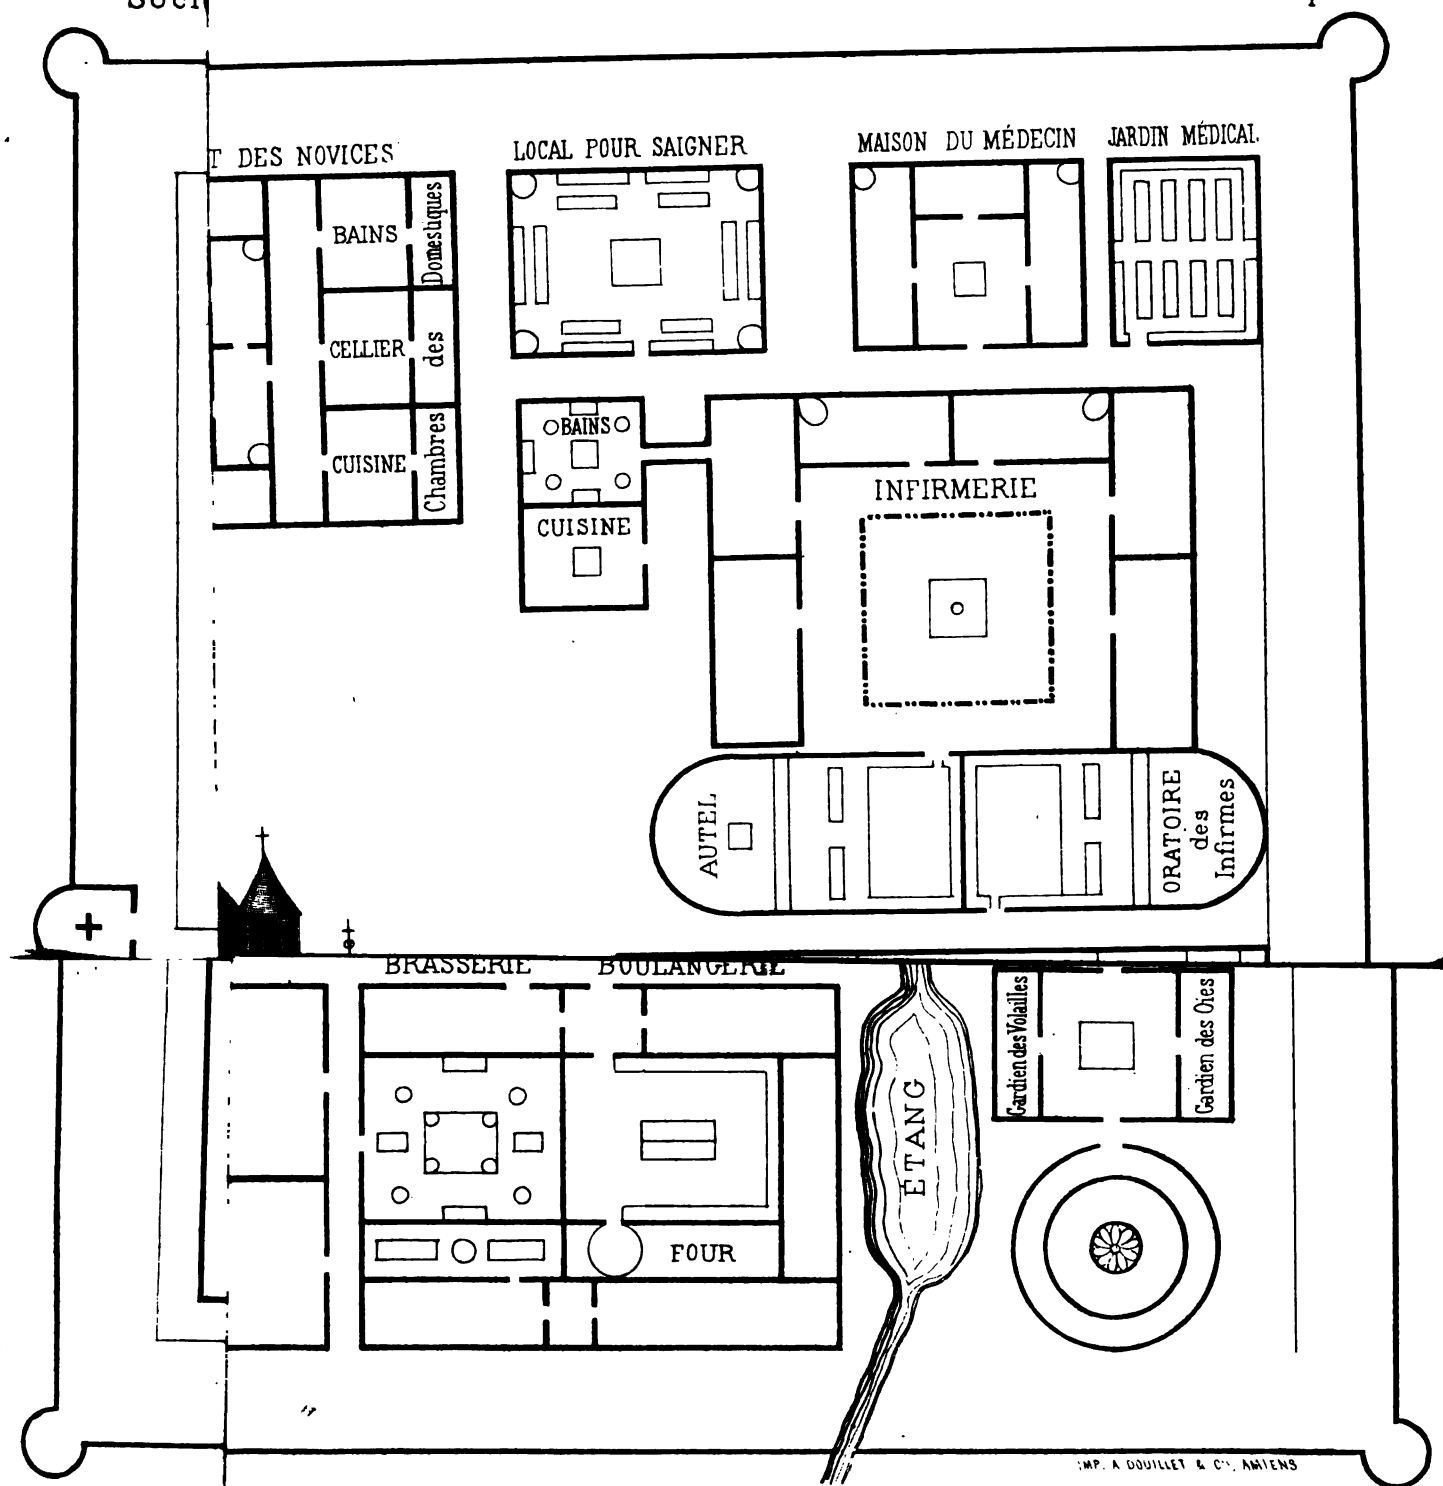 T DES NOVICES
LOCAL POUR SAIGNER
MAISON DU MÉDECIN
JARDIN MÉDICAL
BAINS
Domestiques
CELLIER
des
CUISINE
Chambres
BAINS
CUISINE
INFIRMERIE
AUTEL
ORATOIRE
des
Infirmes
BRASSERIE
BOULANGERIE
Gardien des Volailles
Gardien des Oies
ETANG
FOUR
IMP. A DOUILLET & Cie, AMIENS